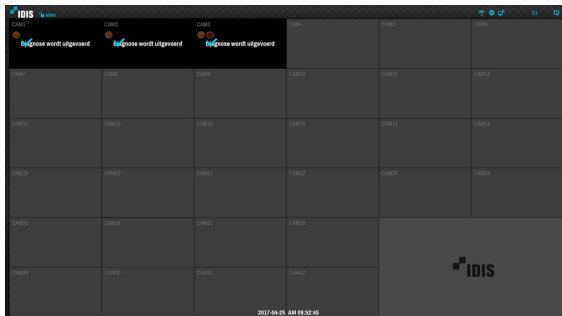 IDIS admin 1/1
CAM1 CAM2 CAM3 CAM4 CAM5 CAM6
Diagnose wordt uitgevoerd Diagnose wordt uitgevoerd Diagnose wordt uitgevoerd
CAM7 CAM8 CAM9 CAM10 CAM11 CAM12
CAM13 CAM14 CAM15 CAM16 CAM17 CAM18
CAM19 CAM20 CAM21 CAM22 CAM23 CAM24
CAM25 CAM26 CAM27 CAM28
IDIS
CAM29 CAM30 CAM31 CAM32
2017-04-25 AM 09:52:45